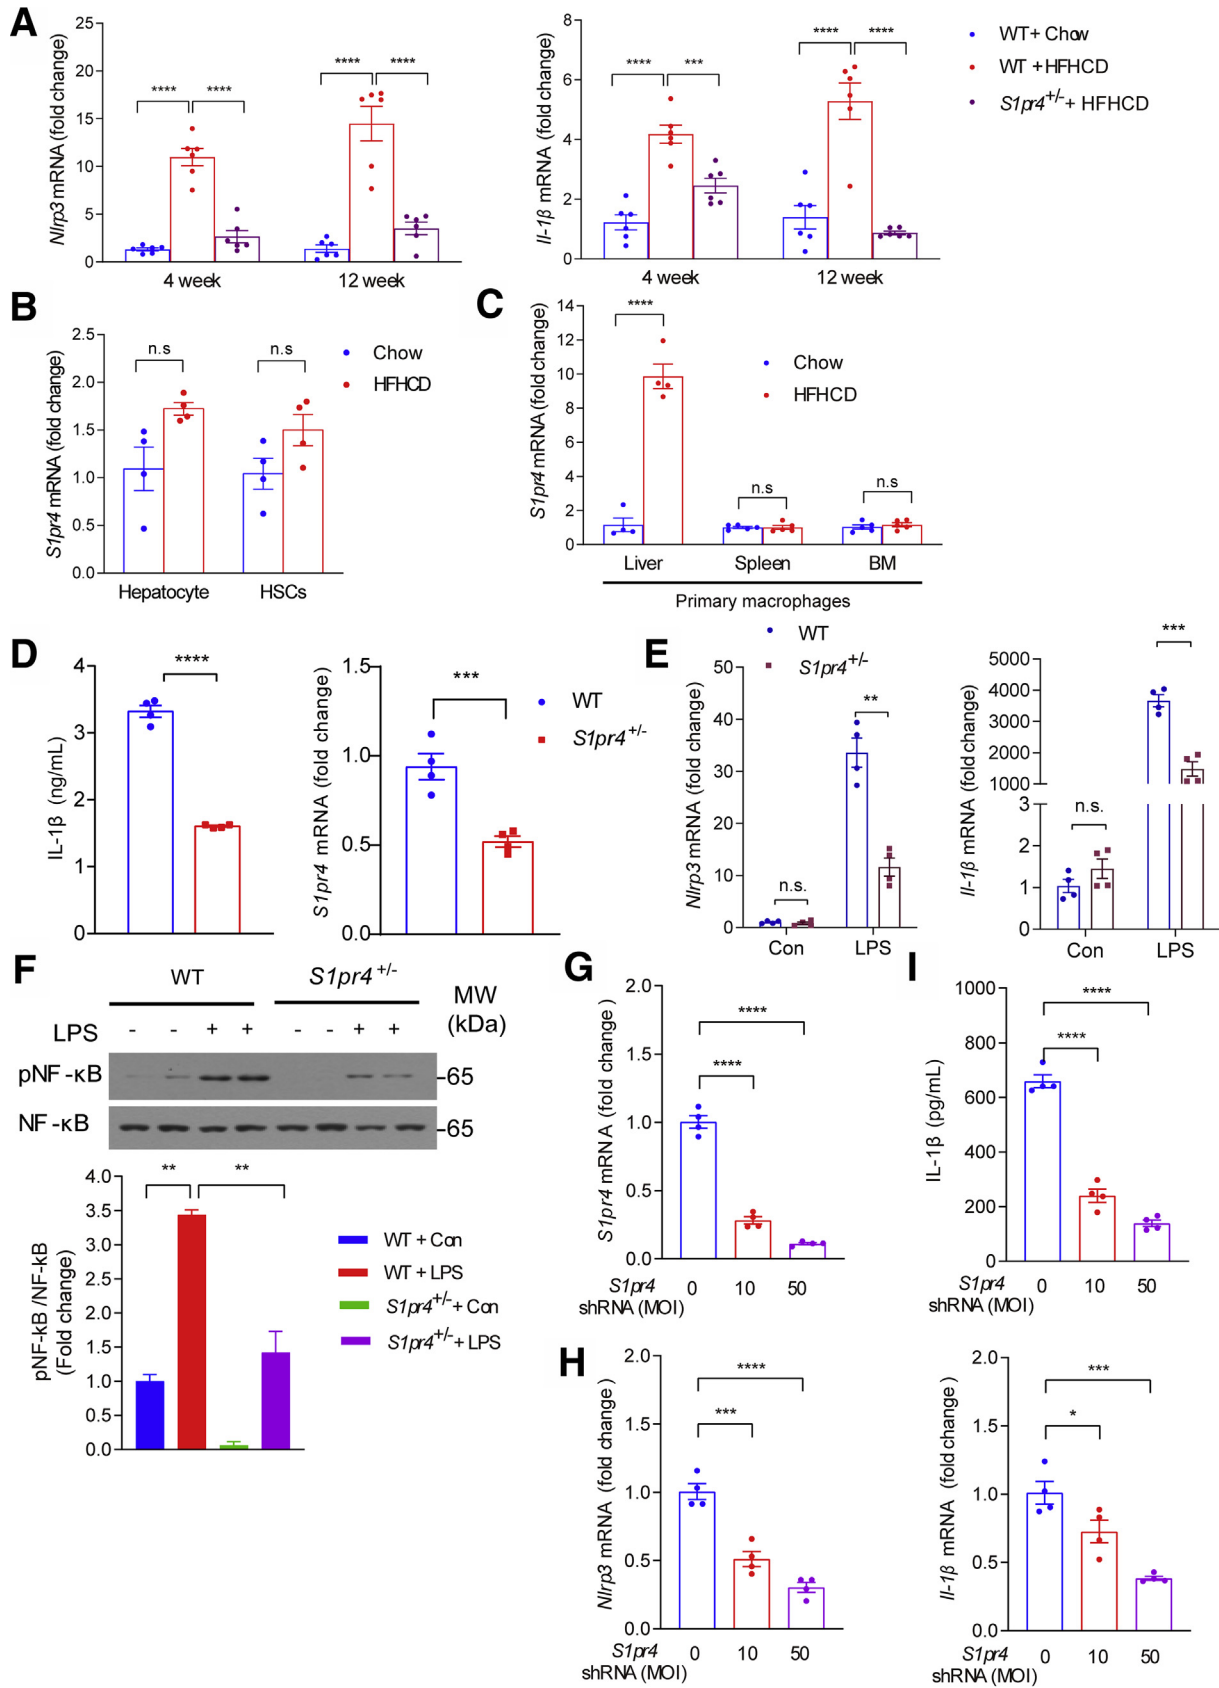 A
Nlrp3 mRNA (fold change)
25
20
15
10
5
0
**** ****
**** ****
4 week
12 week
Il-1β mRNA (fold change)
8
6
4
2
0
**** ***
**** ****
4 week
12 week
WT+ Chow
WT +HFHCD
S1pr4+/-+ HFHCD
B
S1pr4 mRNA (fold change)
2.5
2.0
1.5
1.0
0.5
0.0
n.s
n.s
Chow
HFHCD
Hepatocyte
HSCs
C
S1pr4 mRNA (fold change)
14
12
10
8
6
4
2
0
****
n.s
n.s
Chow
HFHCD
Liver
Spleen
BM
Primary macrophages
D
IL-1β (ng/mL)
4
3
2
1
0
****
S1pr4 mRNA (fold change)
1.5
1.0
0.5
0.0
***
WT
S1pr4+/-
E
WT
S1pr4+/-
Nlrp3 mRNA (fold change)
50
40
30
20
10
0
n.s.
**
Con
LPS
Il-1β mRNA (fold change)
5000
4000
3000
2000
1000
3
2
1
0
n.s.
***
Con
LPS
F
WT
S1pr4+/-
MW
(kDa)
LPS - - + + - - + +
pNF-κB
-65
NF-κB
-65
pNF-kB/NF-kB
(Fold change)
4.0
3.5
3.0
2.5
2.0
1.5
1.0
0.5
0.0
** **
WT + Con
WT + LPS
S1pr4+/-+ Con
S1pr4+/-+ LPS
G
S1pr4 mRNA (fold change)
2.0
1.5
1.0
0.5
0.0
****
****
S1pr4
shRNA (MOI)
0 10 50
I
IL-1β (pg/mL)
1000
800
600
400
200
0
****
****
S1pr4
shRNA (MOI)
0 10 50
H
Nlrp3 mRNA (fold change)
2.0
1.5
1.0
0.5
0.0
****
***
S1pr4
shRNA (MOI)
0 10 50
Il-1β mRNA (fold change)
2.0
1.5
1.0
0.5
0.0
***
*
S1pr4
shRNA (MOI)
0 10 50